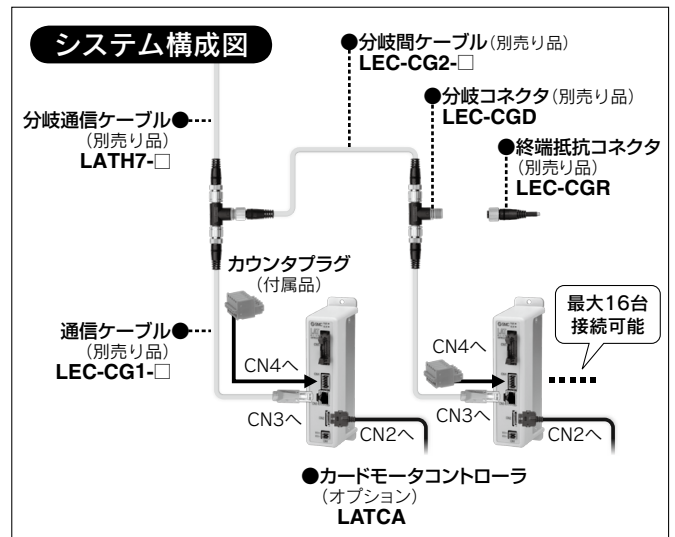 システム構成図
●分岐間ケーブル(別売り品)
LEC-CG2-□
分岐通信ケーブル●
(別売り品)
LATH7-□
●分岐コネクタ(別売り品)
LEC-CGD
●終端抵抗コネクタ
(別売り品)
LEC-CGR
カウンタプラグ
(付属品)
通信ケーブル●
(別売り品)
LEC-CG1-□
最大16台
接続可能
CN4へ
CN3へ
CN2へ
CN4へ
CN3へ
CN2へ
●カードモータコントローラ
(オプション)
LATCA